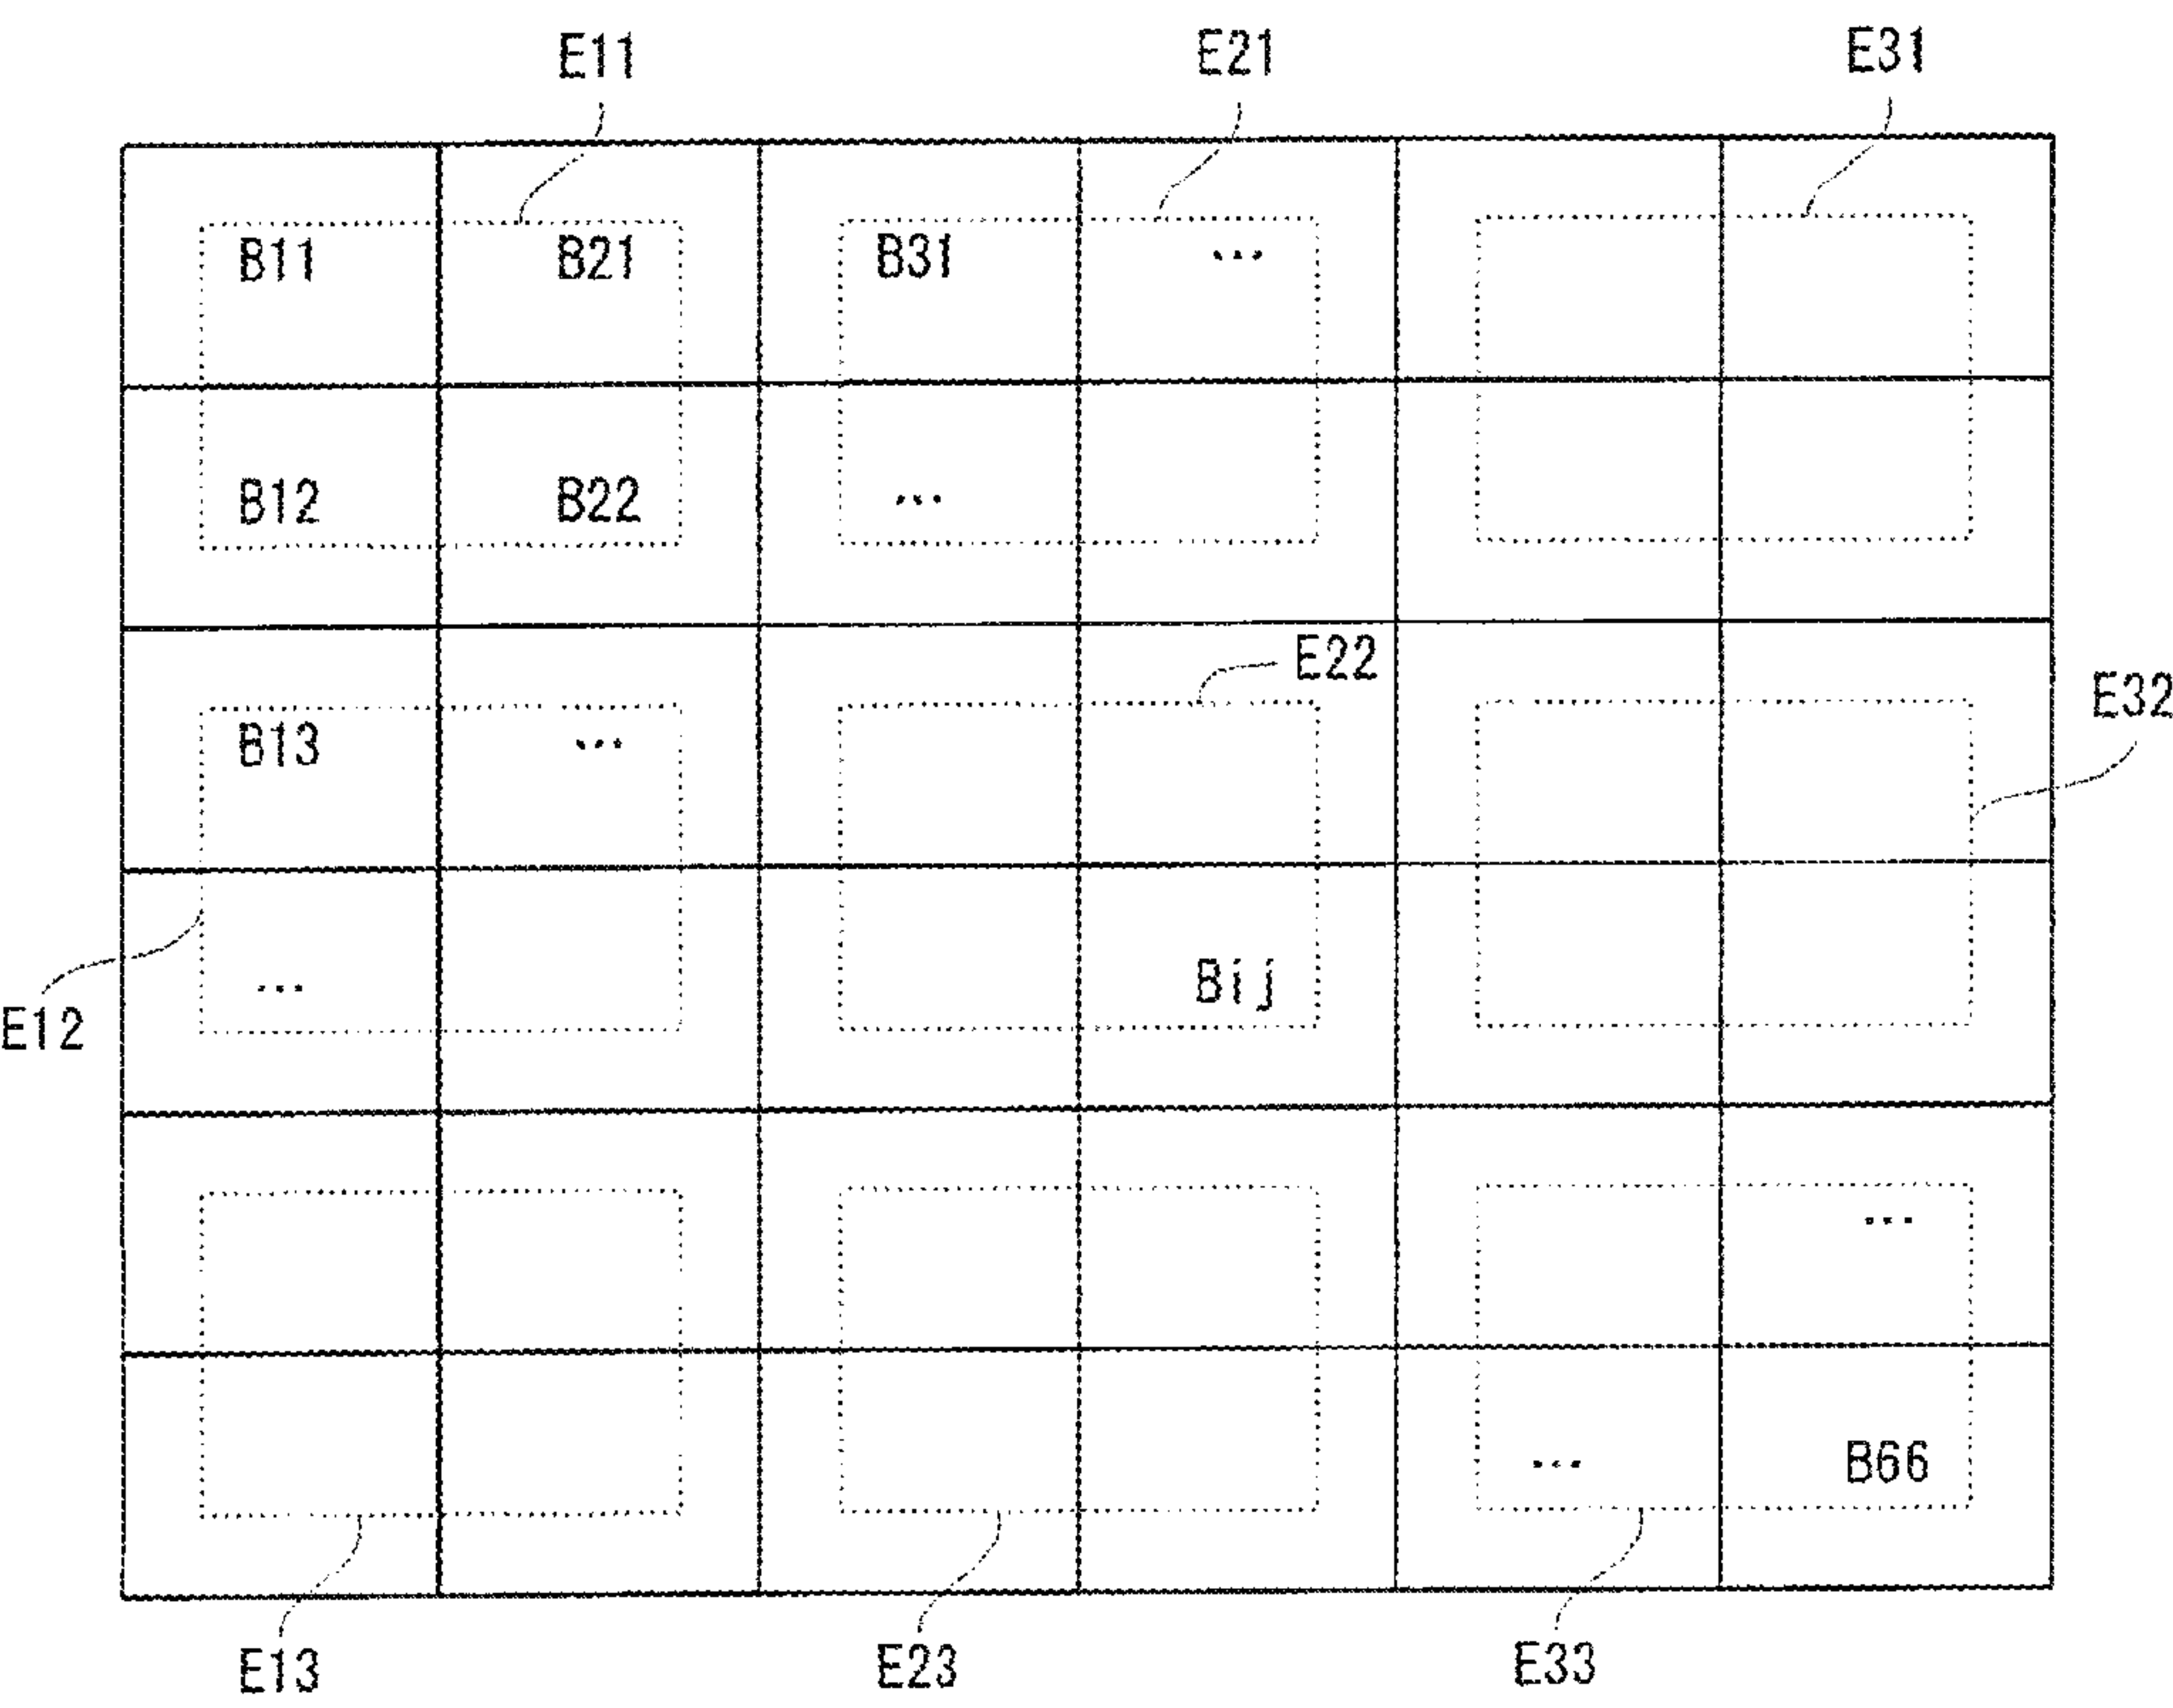 E11 E21 E31
B11 B21 B31 ...
B12 B22 ...
E22
E32
B13 ...
... Bij
E12
...
... B66
E13 E23 E33